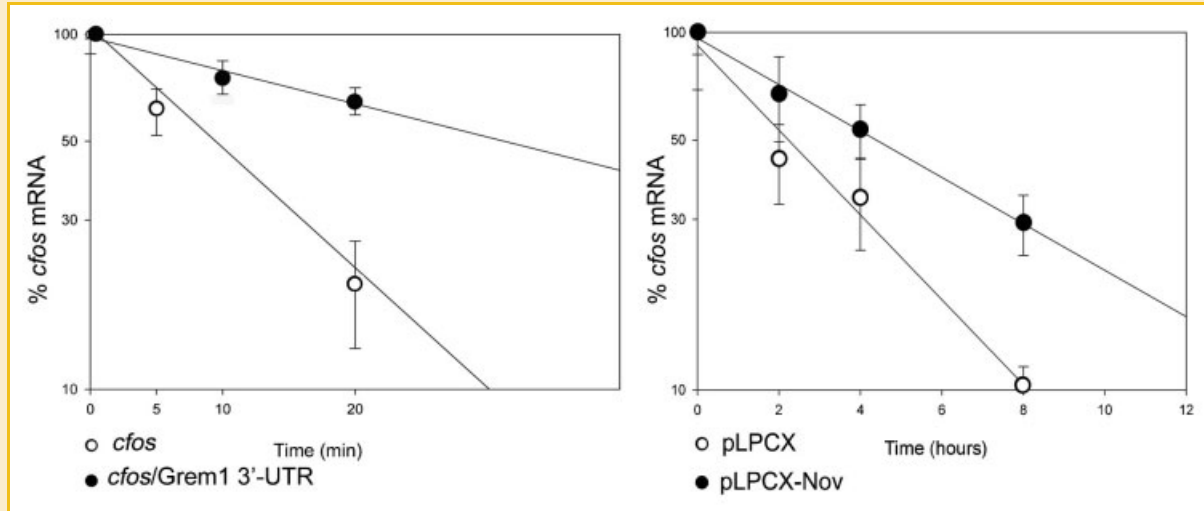 % cfos mRNA
100
50
30
10
0 5 10 20
Time (min)
cfos
cfos/Grem1 3'-UTR
% cfos mRNA
100
50
30
10
0 2 4 6 8 10 12
Time (hours)
pLPCX
pLPCX-Nov